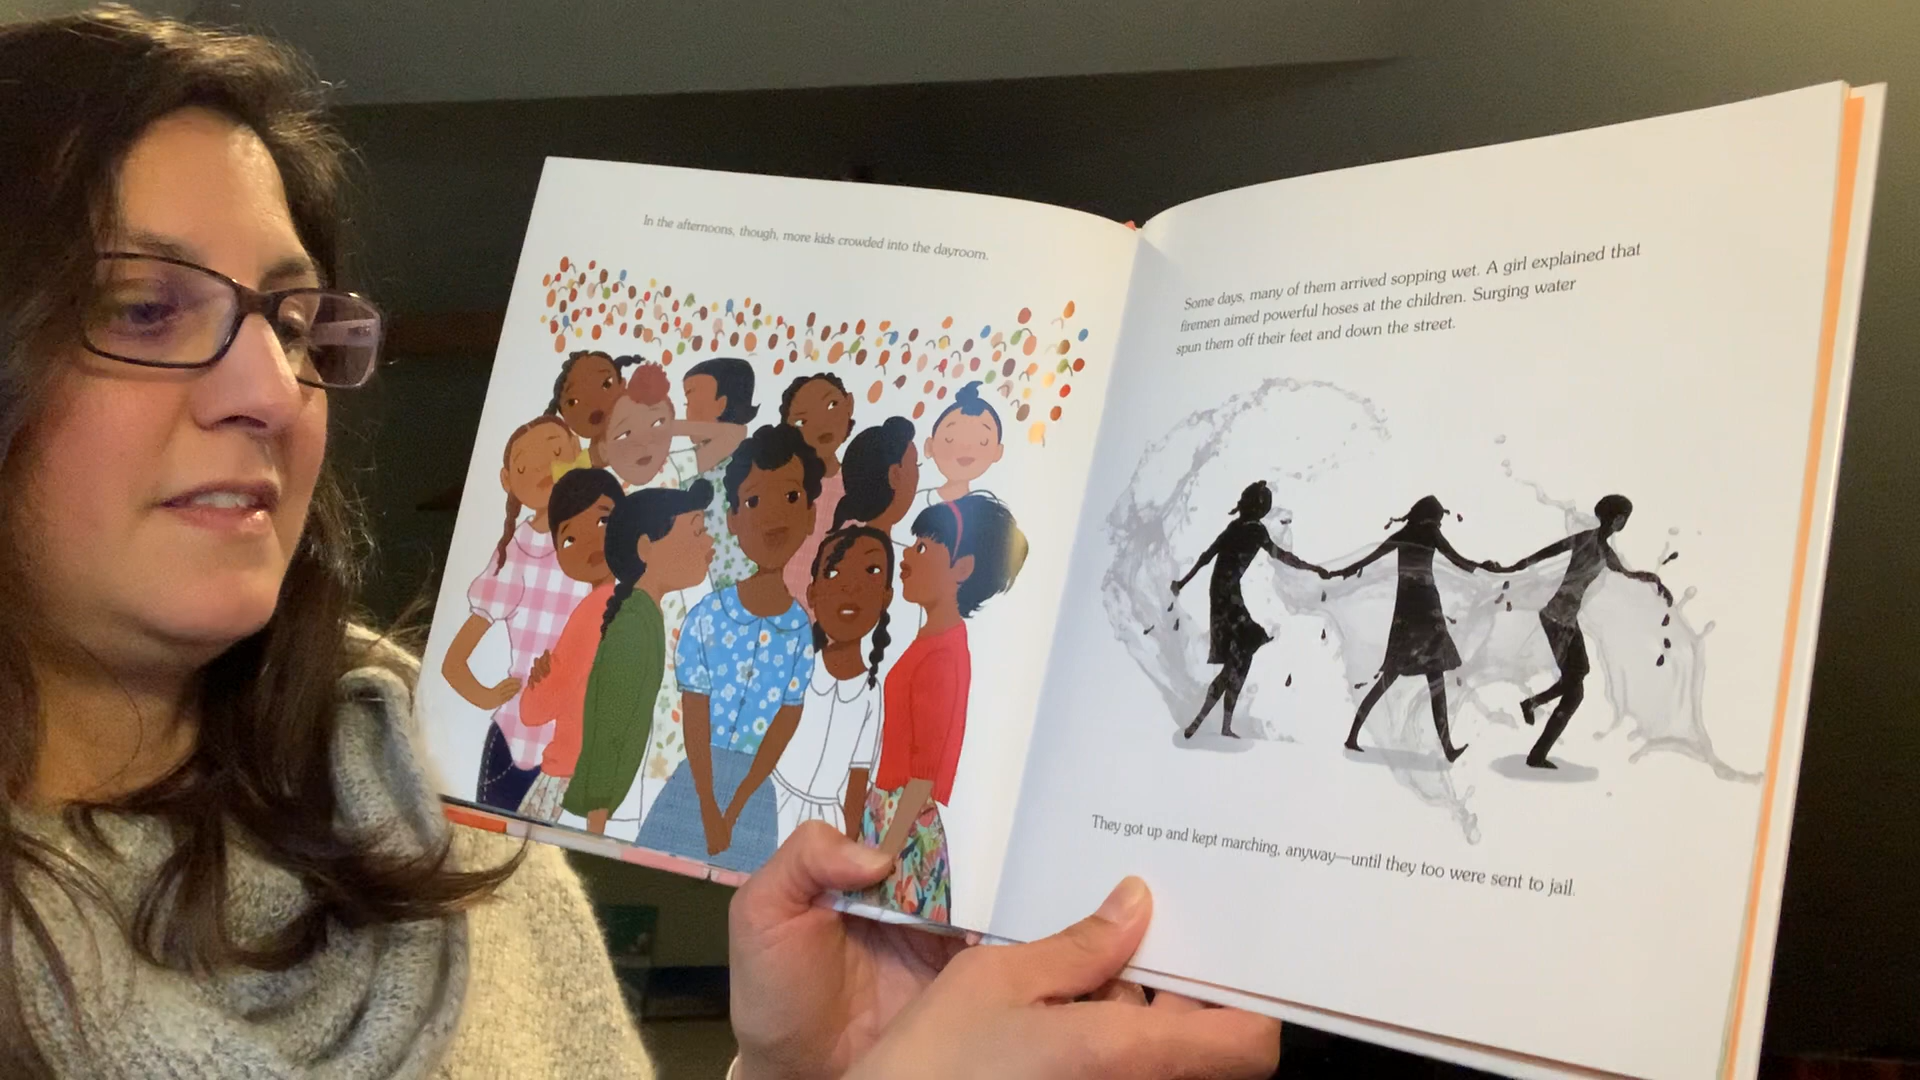 In the afternoons, though, more kids crowded into the dayroom.
Some days, many of them arrived sopping wet. A girl explained that
firemen aimed powerful hoses at the children. Surging water
spun them off their feet and down the street.
They got up and kept marching, anyway—until they too were sent to jail.